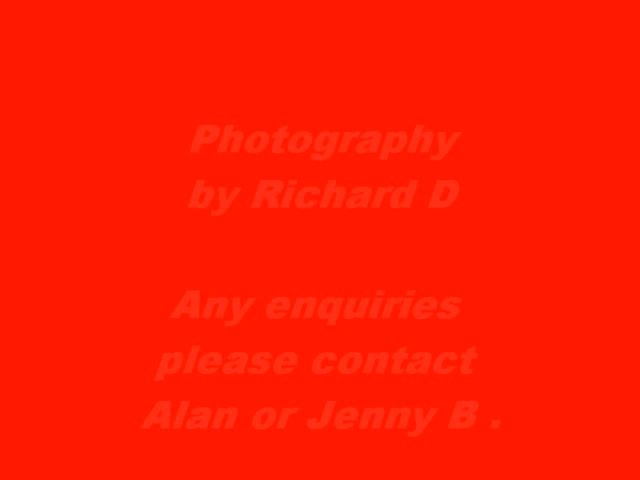 Photography
by Richard D
Any enquiries
please contact
Alan or Jenny B .